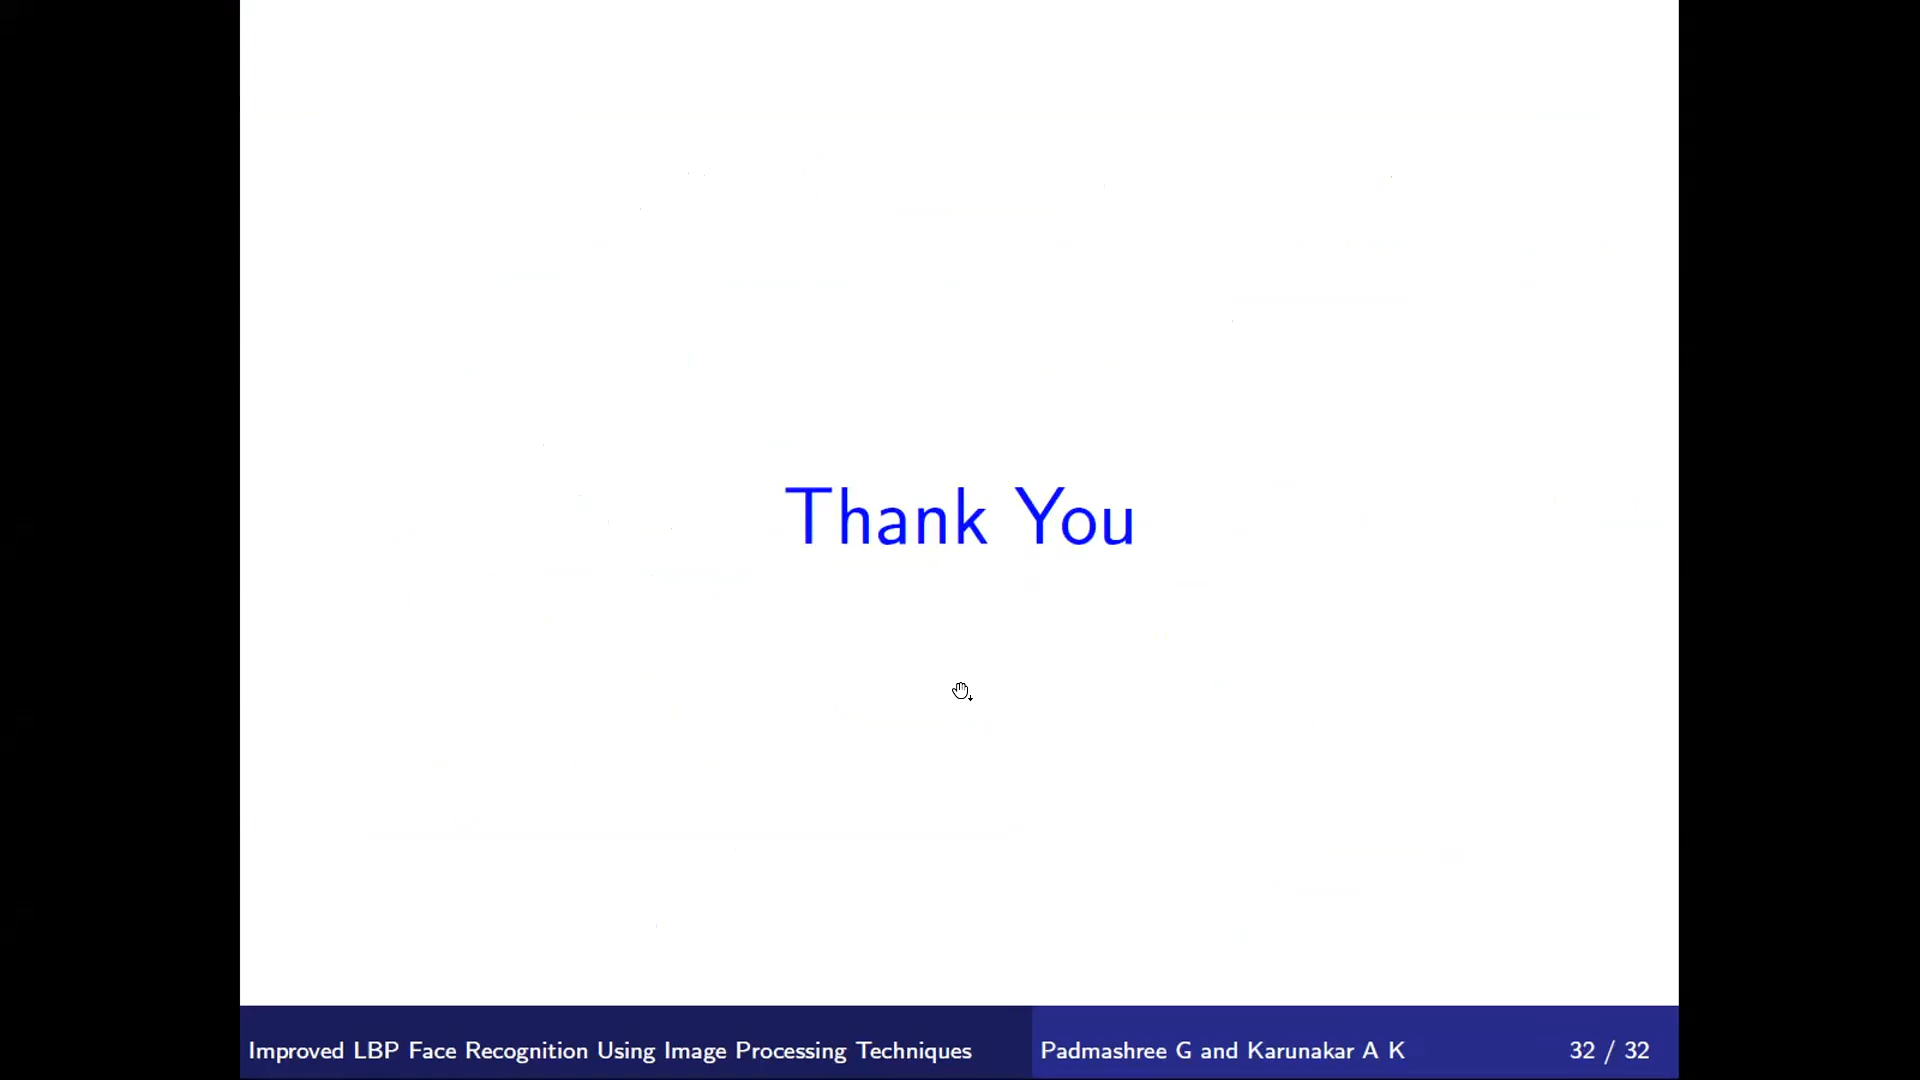 Thank You
Improved LBP Face Recognition Using Image Processing Techniques Padmashree G and Karunakar A K 32 / 32